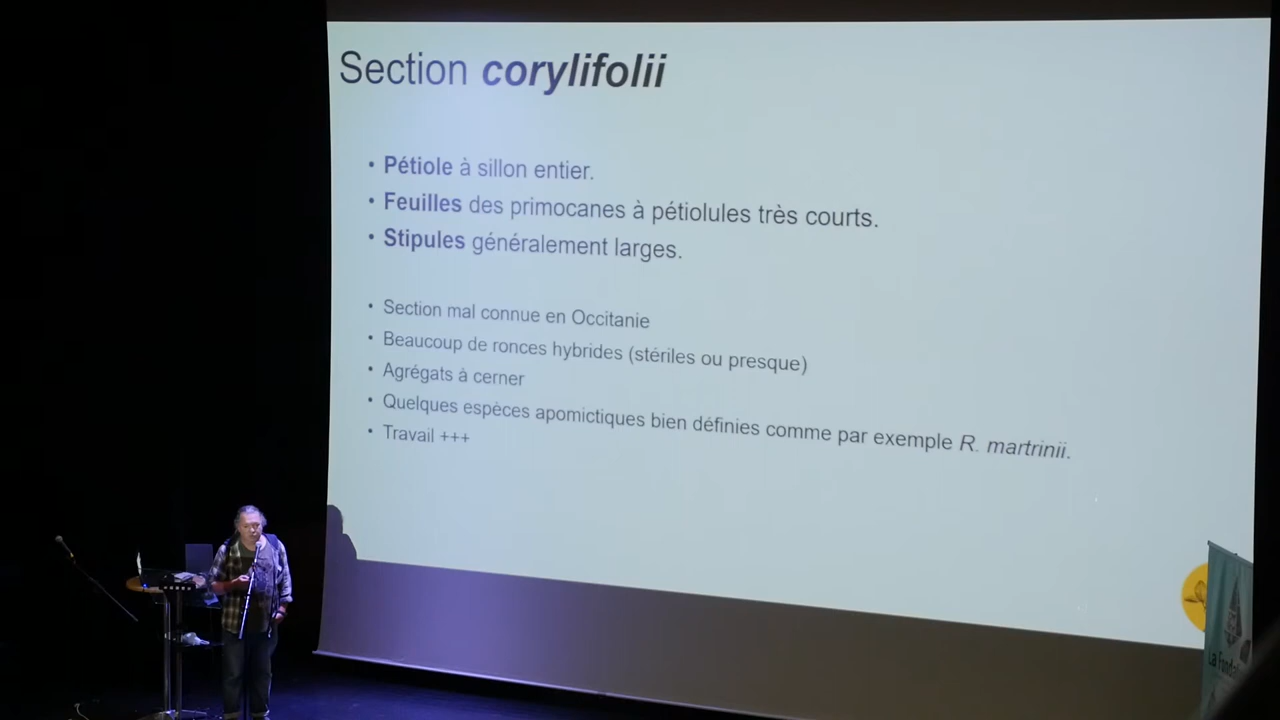 Section corylifolii
• Pétiole à sillon entier.
• Feuilles des primocanes à pétiolules très courts.
• Stipules généralement larges.
• Section mal connue en Occitanie
• Beaucoup de ronces hybrides (stériles ou presque)
• Agrégats à cerner
• Quelques espèces apomictiques bien définies comme par exemple R. martrinii.
• Travail +++
La